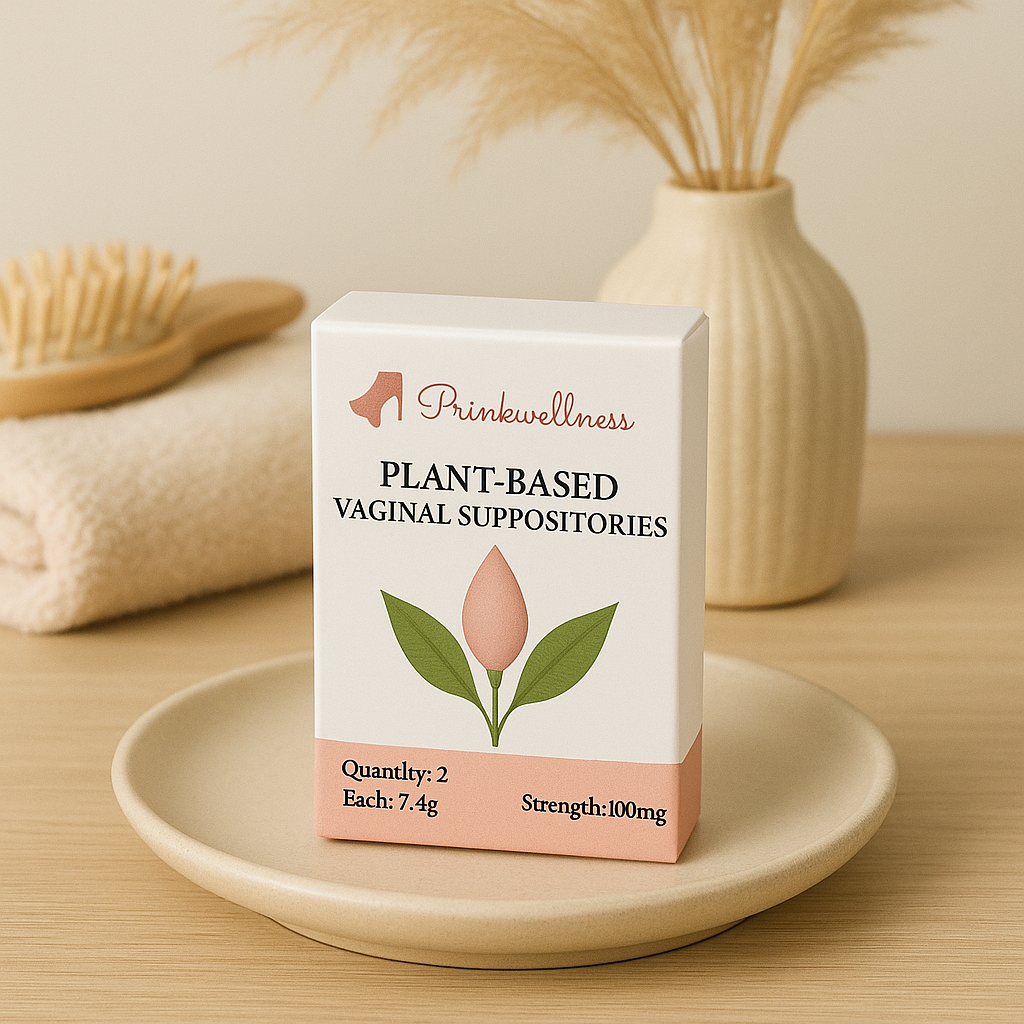 Prinkwellness
PLANT-BASED
VAGINAL SUPPOSITORIES
Quantlty: 2
Each: 7.4g
Strength:100mg